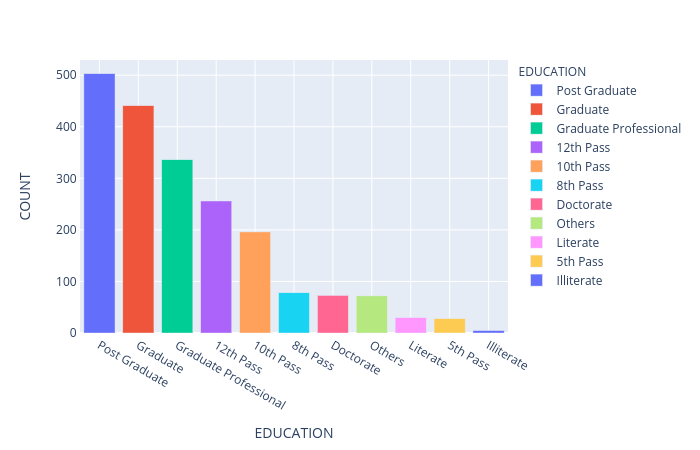 500
400
300
200
100
0
COUNT
Post Graduate
Graduate
Graduate Professional
12th Pass
10th Pass
8th Pass
Doctorate
Others
Literate
5th Pass
Illiterate
EDUCATION
EDUCATION
Post Graduate
Graduate
Graduate Professional
12th Pass
10th Pass
8th Pass
Doctorate
Others
Literate
5th Pass
Illiterate